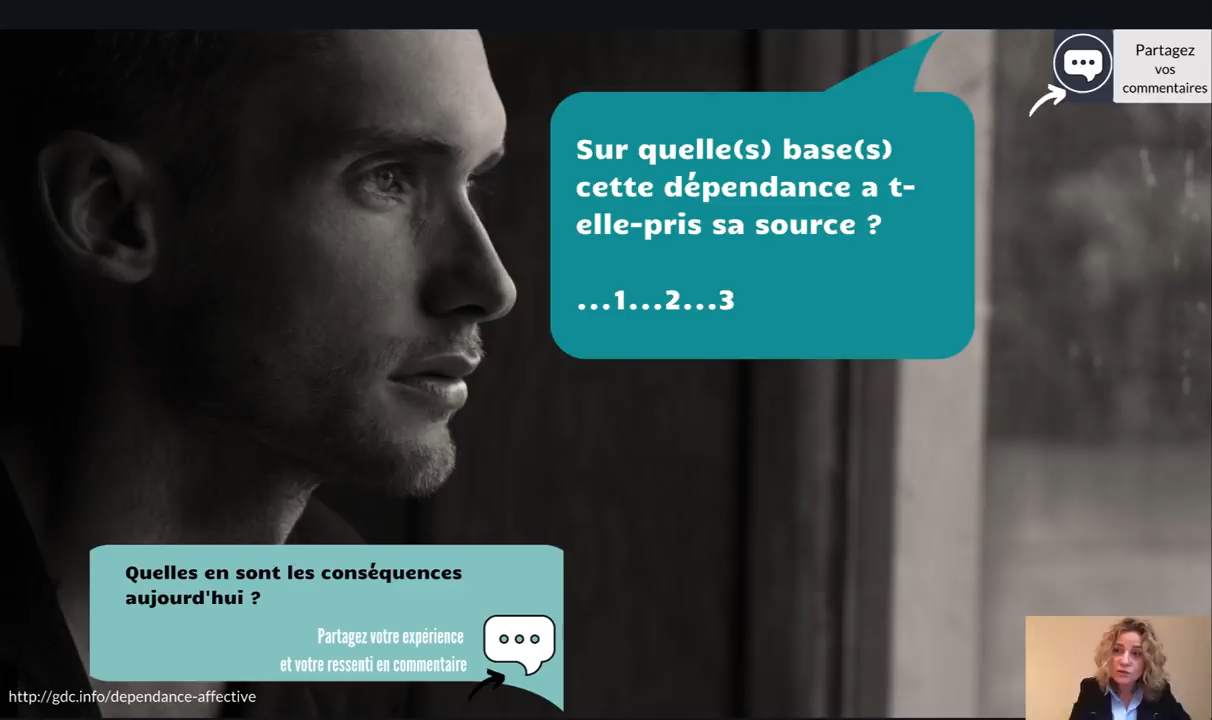 Partagez
vos
commentaires
Sur quelle(s) base(s)
cette dépendance a t-
elle-pris sa source ?
...1...2...3
Quelles en sont les conséquences
aujourd'hui ?
Partagez votre expérience
et votre ressenti en commentaire
http://gdc.info/dependance-affective